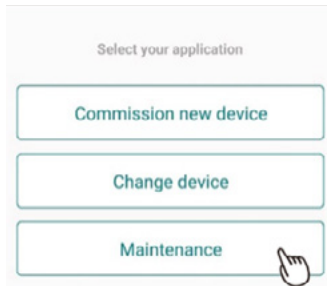 Select your application
Commission new device
Change device
Maintenance